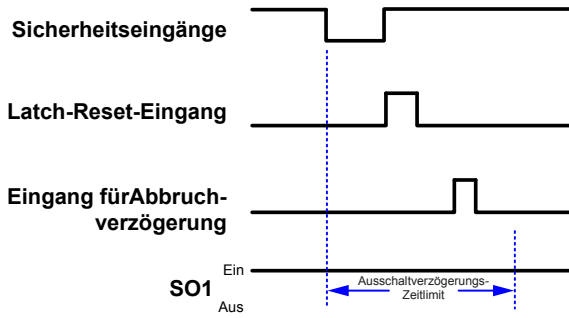 Sicherheitseingänge
Latch-Reset-Eingang
Eingang fürAbbruch-
verzögerung
Ein
SO1
Aus
Ausschaltverzögerungs-
Zeitlimit